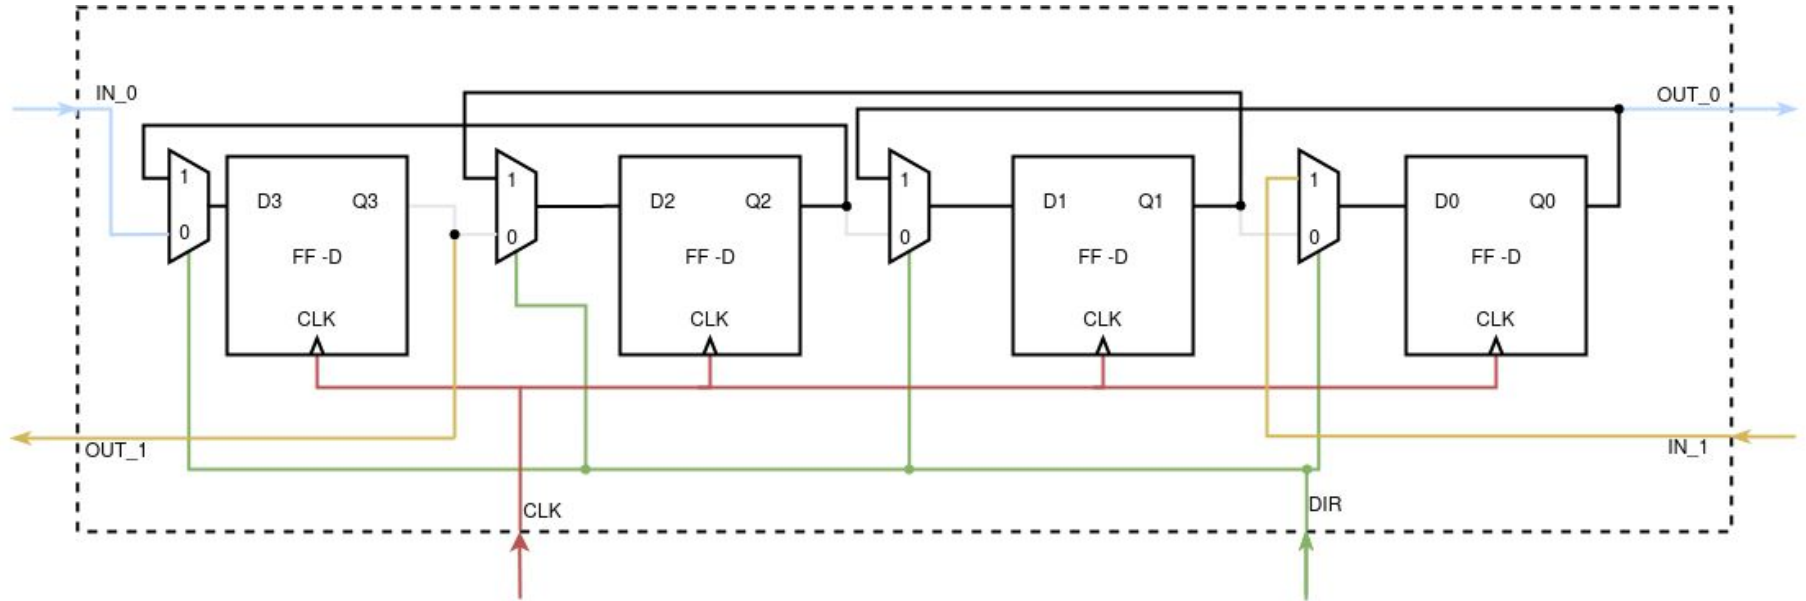 IN_0
OUT_0
1
0
D3
Q3
FF -D
CLK
1
0
D2
Q2
FF -D
CLK
1
0
D1
Q1
FF -D
CLK
1
0
D0
Q0
FF -D
CLK
OUT_1
IN_1
CLK
DIR